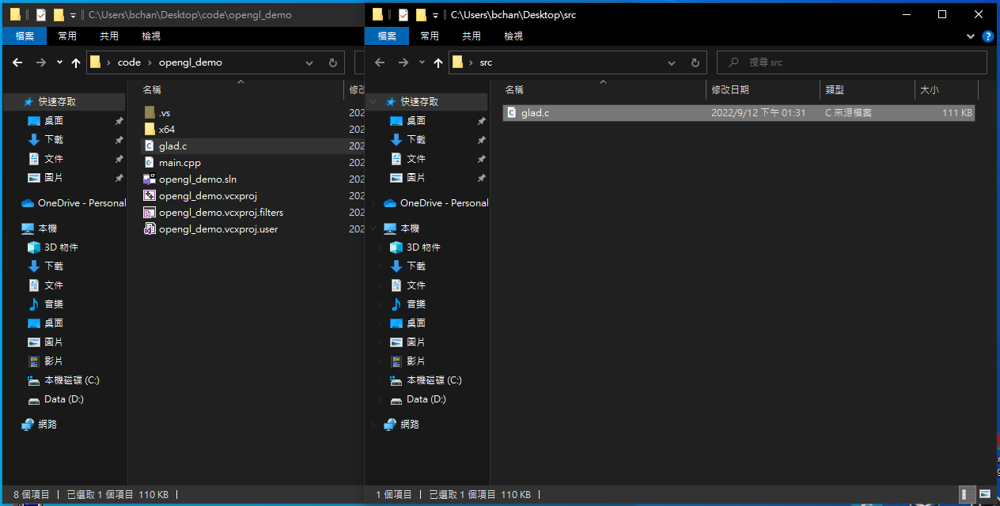 C:\Users\bchan\Desktop\code\opengl_demo
檔案 常用 共用 檢視
code › opengl_demo
名稱 修改
快速存取
桌面
下載
文件
圖片
OneDrive - Personal
本機
3D 物件
下載
文件
音樂
桌面
圖片
影片
本機磁碟 (C:)
Data (D:)
網路
.vs 202
x64 202
glad.c 202
main.cpp 202
opengl_demo.sln 202
opengl_demo.vcxproj 202
opengl_demo.vcxproj.filters 202
opengl_demo.vcxproj.user 202
8 個項目 已選取 1 個項目 110 KB
C:\Users\bchan\Desktop\src
檔案 常用 共用 檢視
src
搜尋 src
名稱 修改日期 類型 大小
快速存取
桌面
下載
文件
圖片
OneDrive - Personal
本機
3D 物件
下載
文件
音樂
桌面
圖片
影片
本機磁碟 (C:)
Data (D:)
網路
glad.c 2022/9/12 下午 01:31 C 來源檔案 111 KB
1 個項目 已選取 1 個項目 110 KB